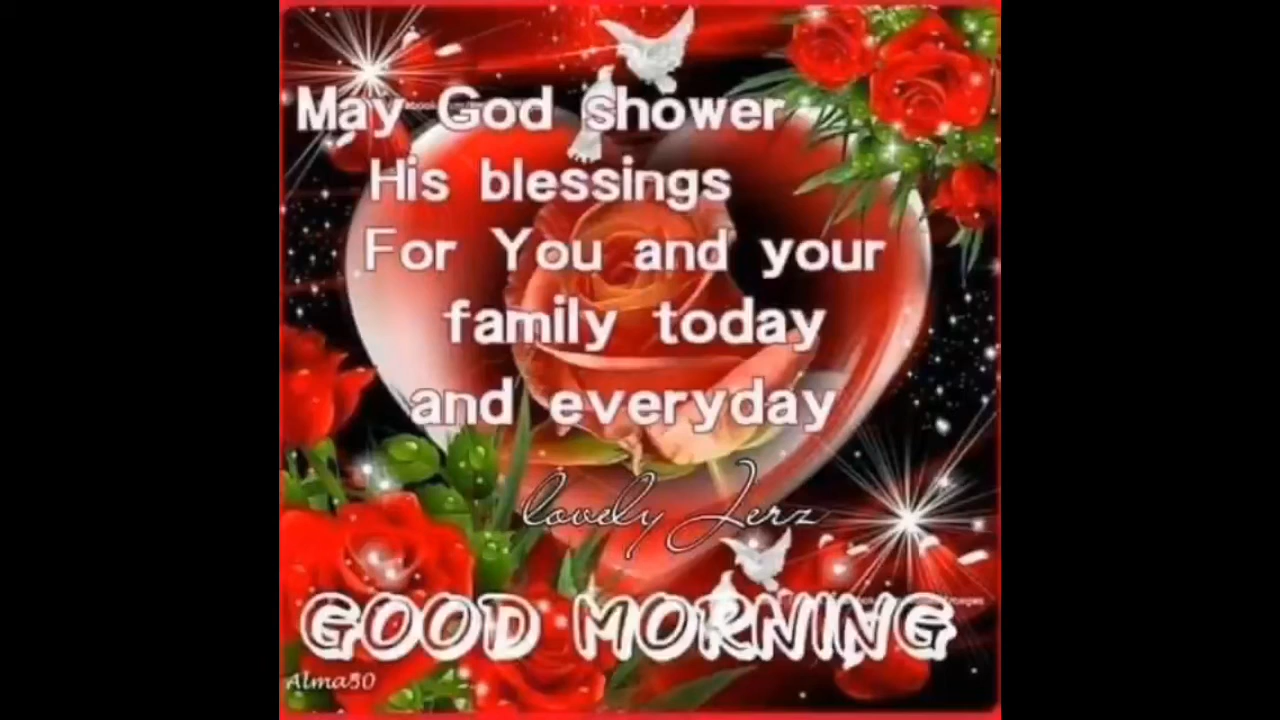 May God shower
His blessings
For You and your
family today
and everyday
lovely Jerz
GOOD MORNING
Alma50